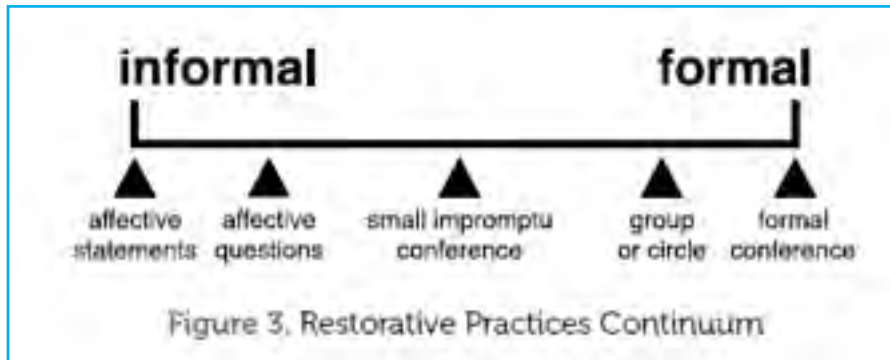 informal formal
affective affective small impromptu group formal
statements questions conference or circle conference
Figure 3. Restorative Practices Continuum